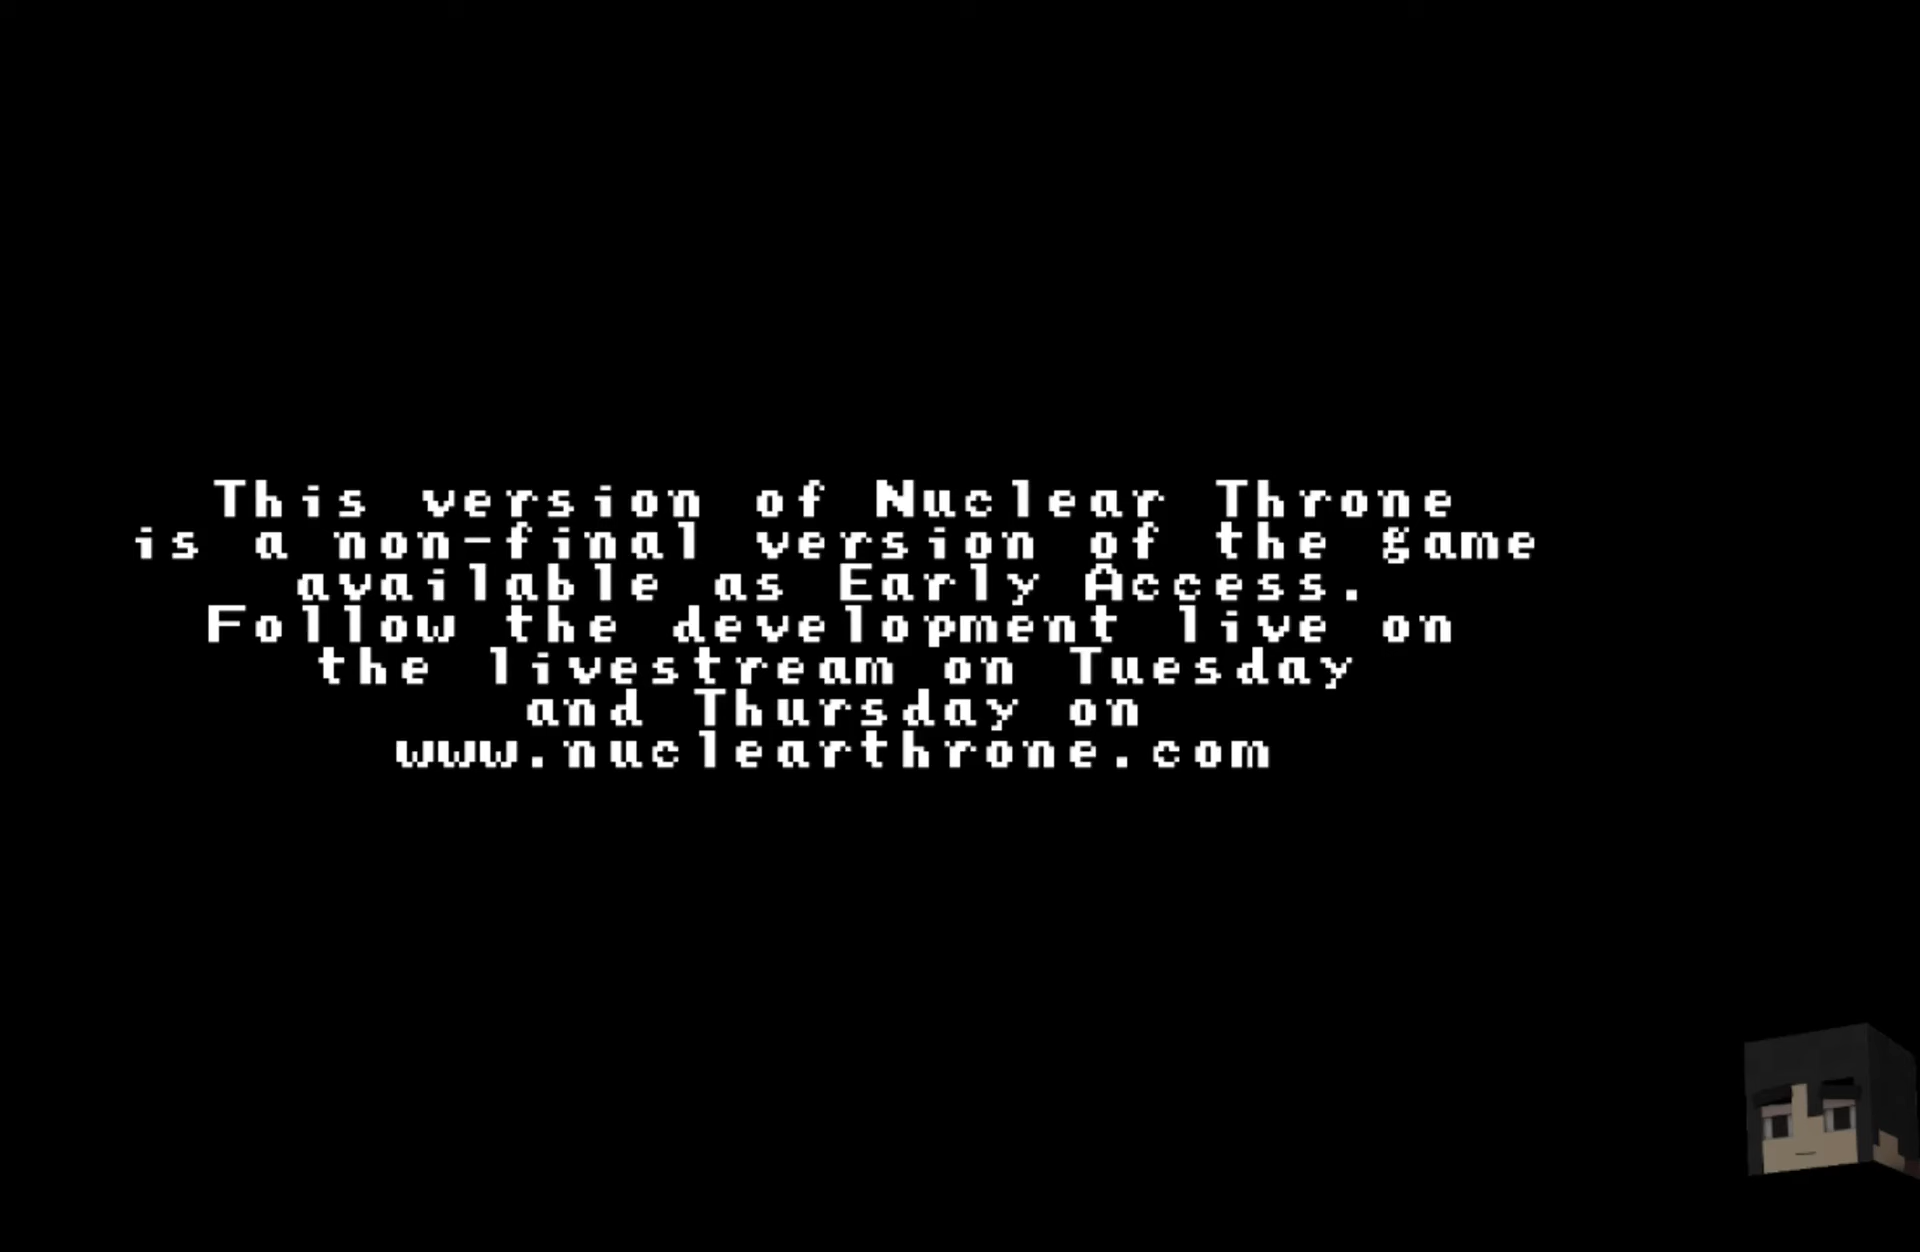 This version of Nuclear Throne
is a non-final version of the game
available as Early Access.
Follow the development live on
the livestream on Tuesday
and Thursday on
www.nuclearthrone.com